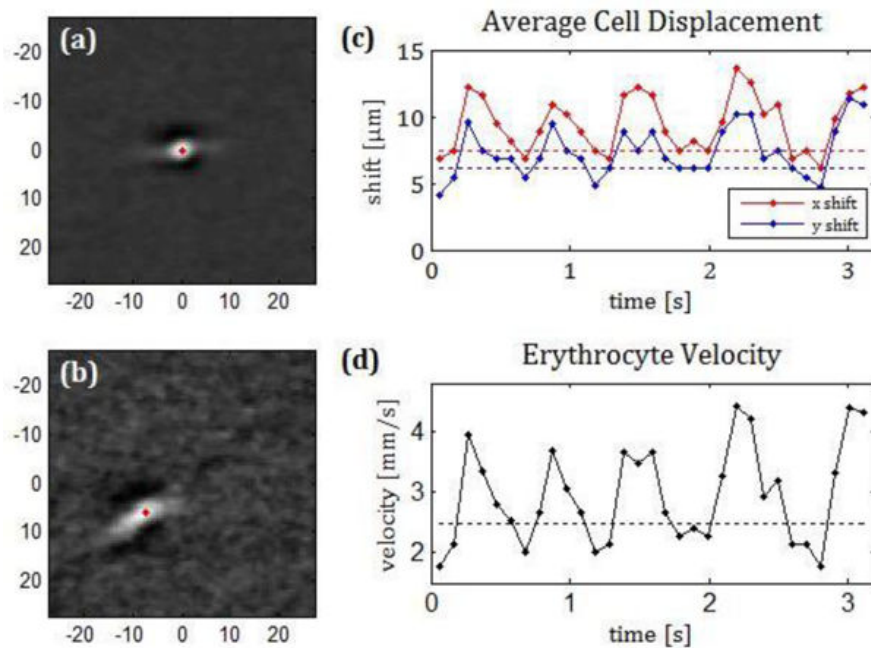 (a)
-20
-10
0
10
20
-20 -10 0 10 20
(b)
-20
-10
0
10
20
-20 -10 0 10 20
(c) Average Cell Displacement
15
10
5
0
shift [μm]
x shift
y shift
0 1 2 3
time [s]
(d) Erythrocyte Velocity
4
3
2
velocity [mm/s]
0 1 2 3
time [s]